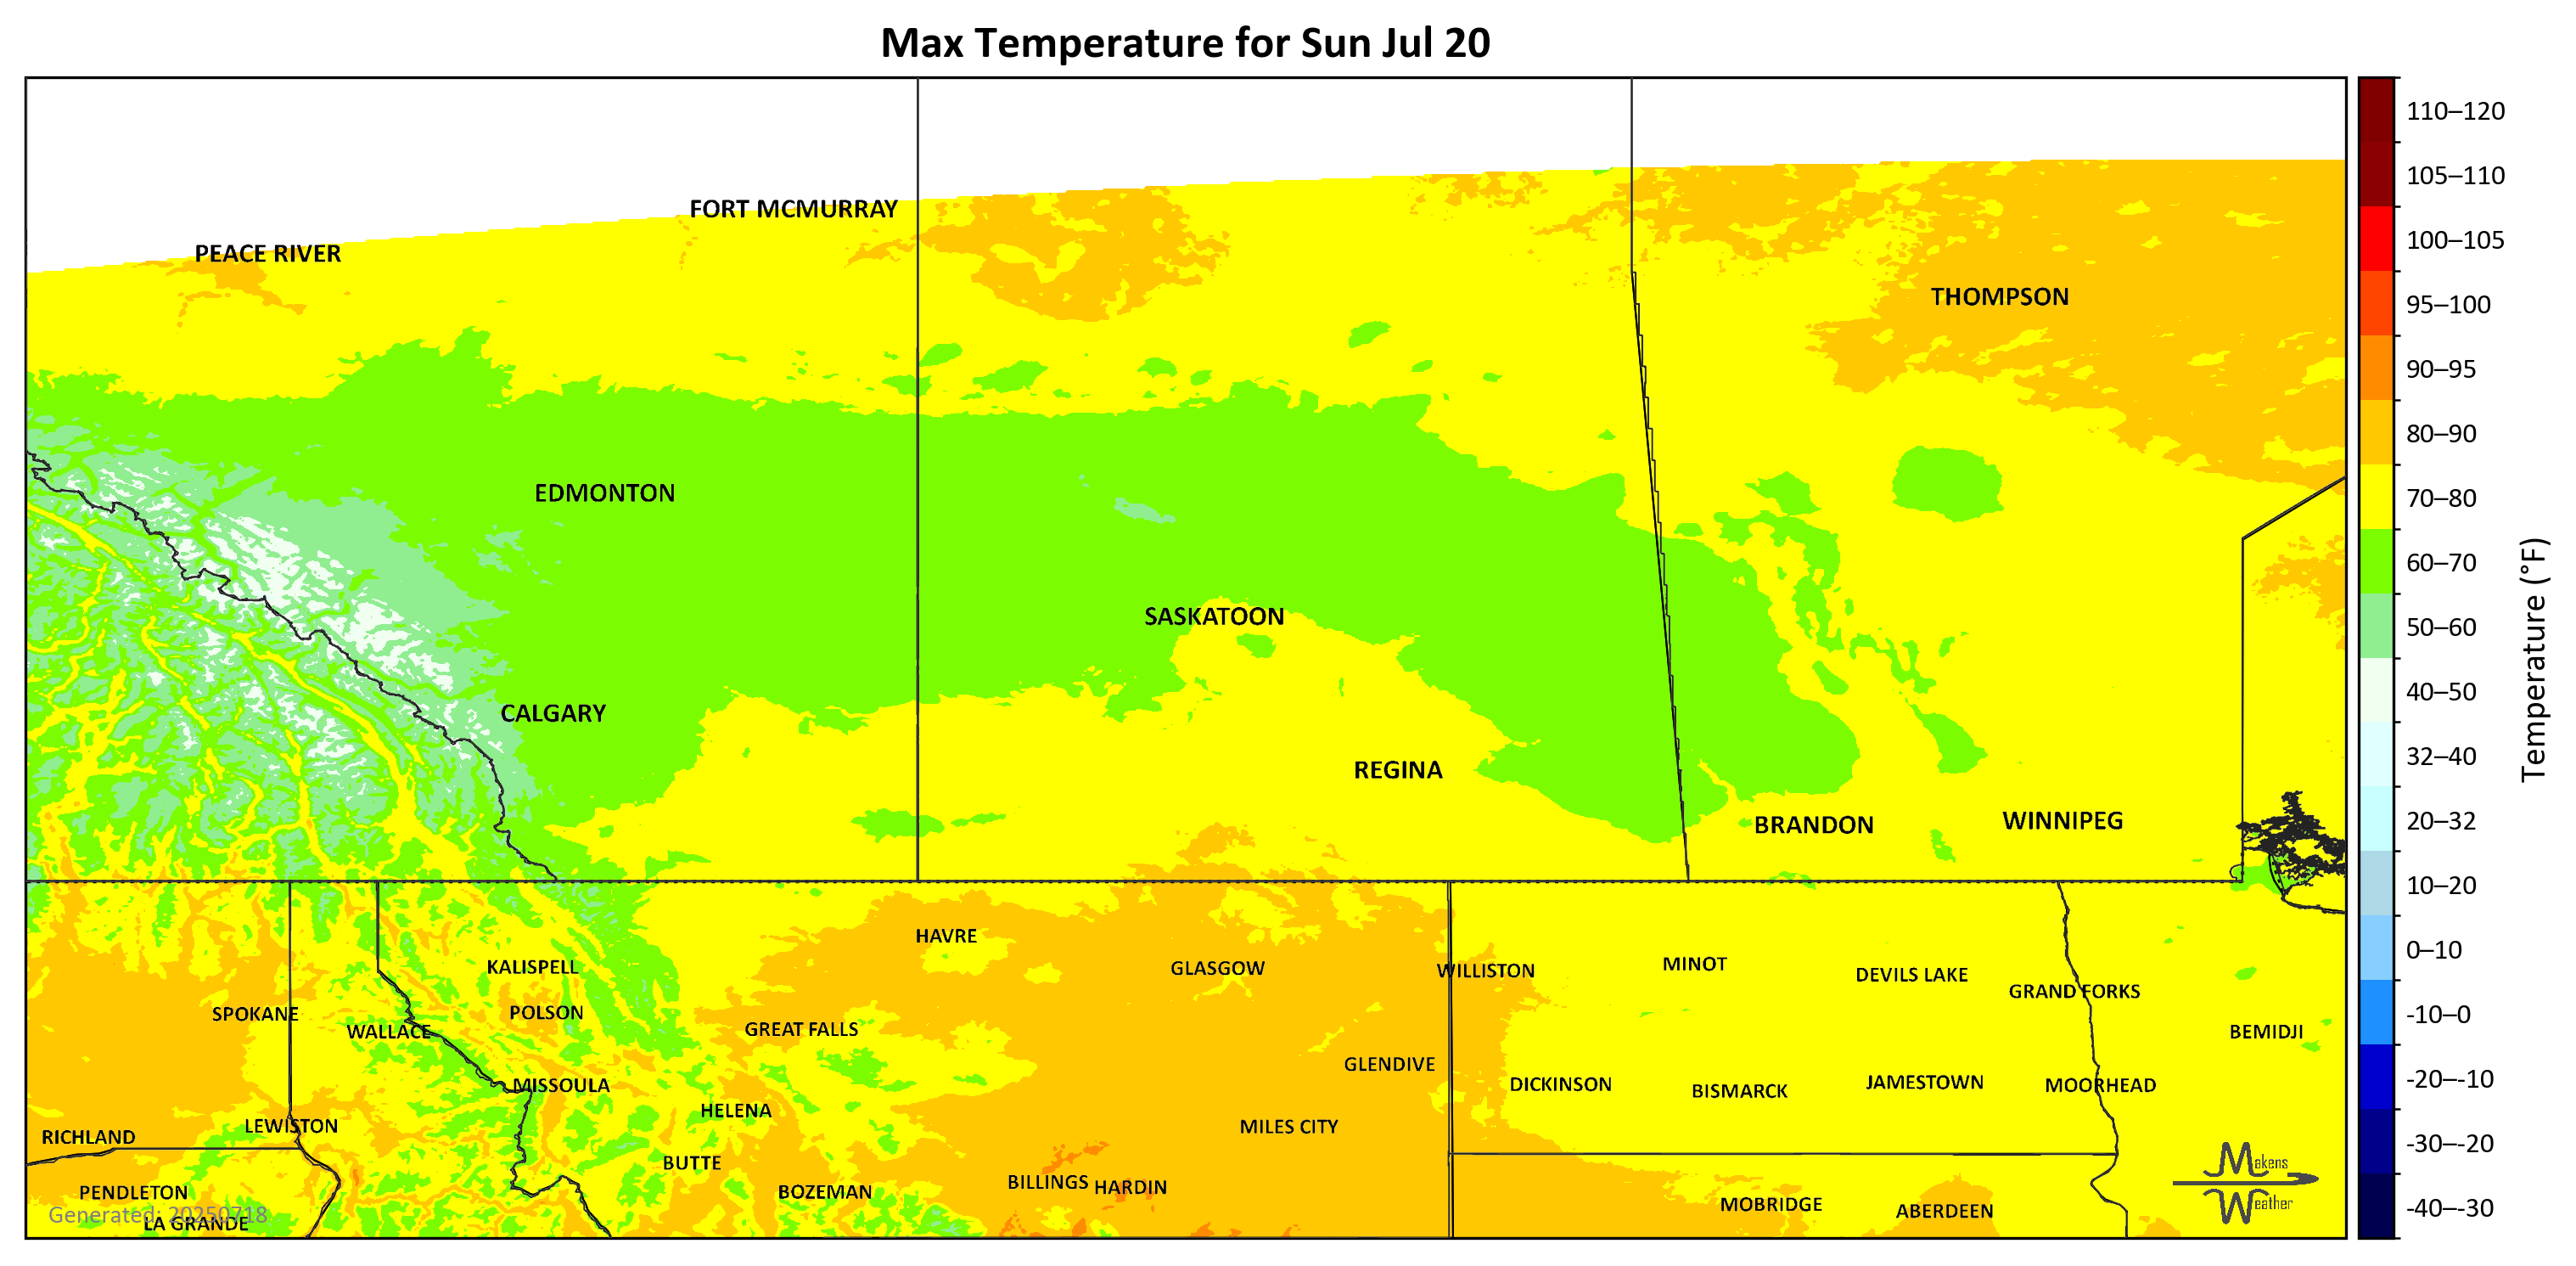 Max Temperature for Sun Jul 20
110–120
105–110
FORT MCMURRAY
100–105
PEACE RIVER
THOMPSON
95–100
90–95
80–90
EDMONTON
70–80
60–70
SASKATOON
50–60
Temperature (°F)
40–50
CALGARY
32–40
REGINA
BRANDON
WINNIPEG
20–32
10–20
HAVRE
0–10
KALISPELL
GLASGOW
WILLISTON
MINOT
DEVILS LAKE
GRAND FORKS
SPOKANE
POLSON
-10–0
WALLACE
GREAT FALLS
BEMIDJI
GLENDIVE
MISSOULA
DICKINSON
BISMARCK
JAMESTOWN
MOORHEAD
-20–-10
HELENA
LEWISTON
MILES CITY
RICHLAND
-30–-20
BUTTE
Makens
PENDLETON
BOZEMAN
BILLINGS
HARDIN
MOBRIDGE
ABERDEEN
Weather
-40–-30
Generated: 20250718
LA GRANDE